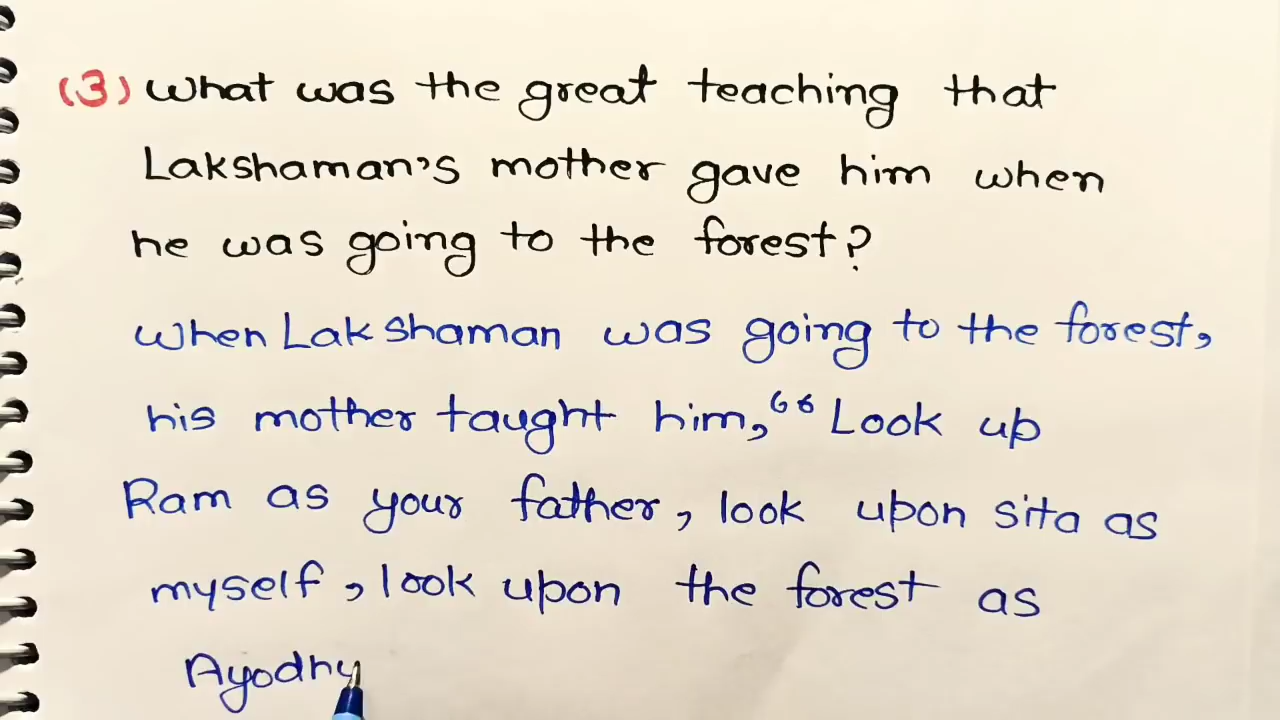 (3) What was the great teaching that
Lakshaman's mother gave him when
he was going to the forest?
When Lakshaman was going to the forest,
his mother taught him, "Look up
Ram as your father, look upon sita as
myself, look upon the forest as
Ayodhy